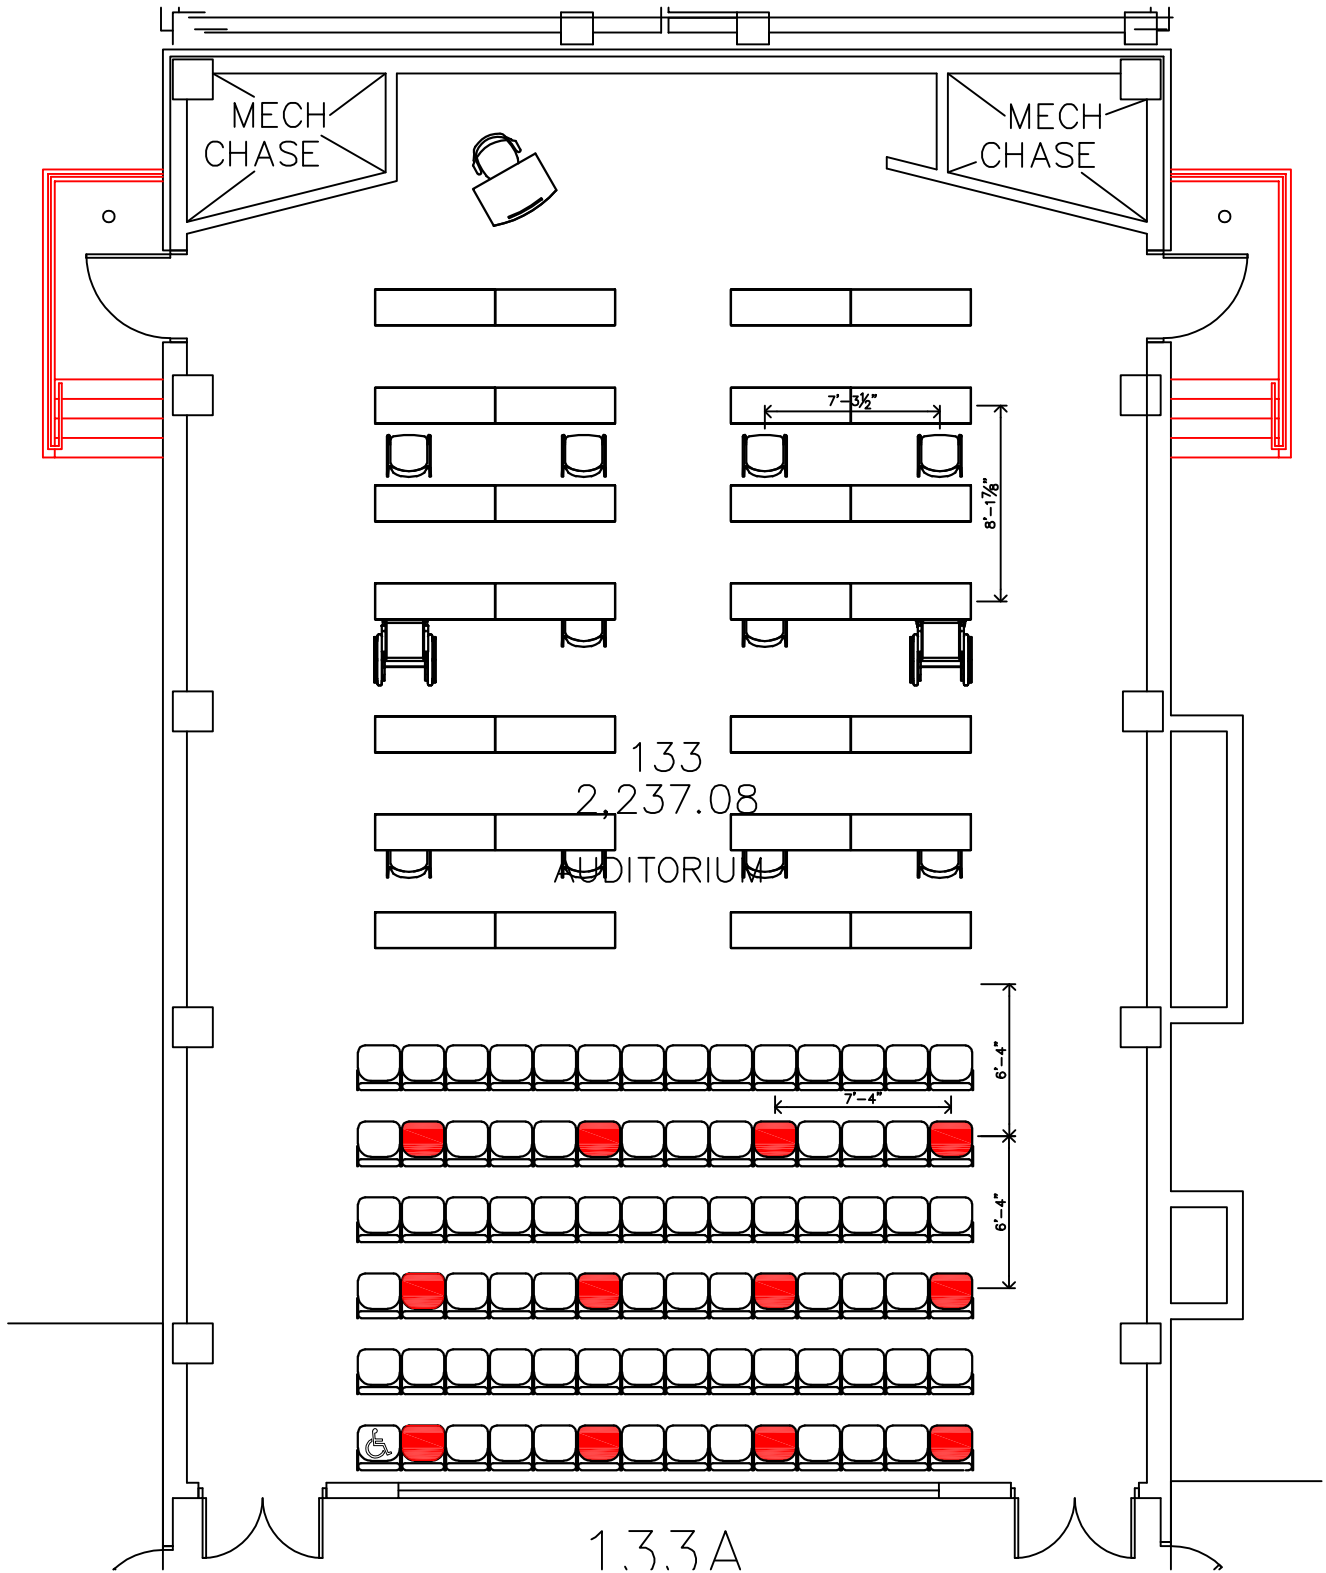 MECH
CHASE
MECH
CHASE
7'-3½"
8'-1⅞"
133
2,237.08
AUDITORIUM
6'-4"
7'-4"
6'-4"
133A